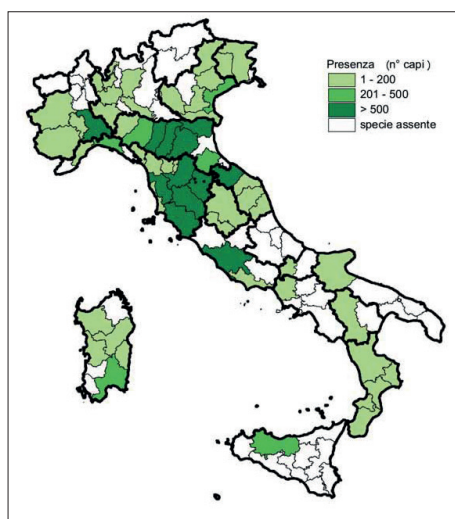 Presenza (n° capi )
1 - 200
201 - 500
> 500
specie assente